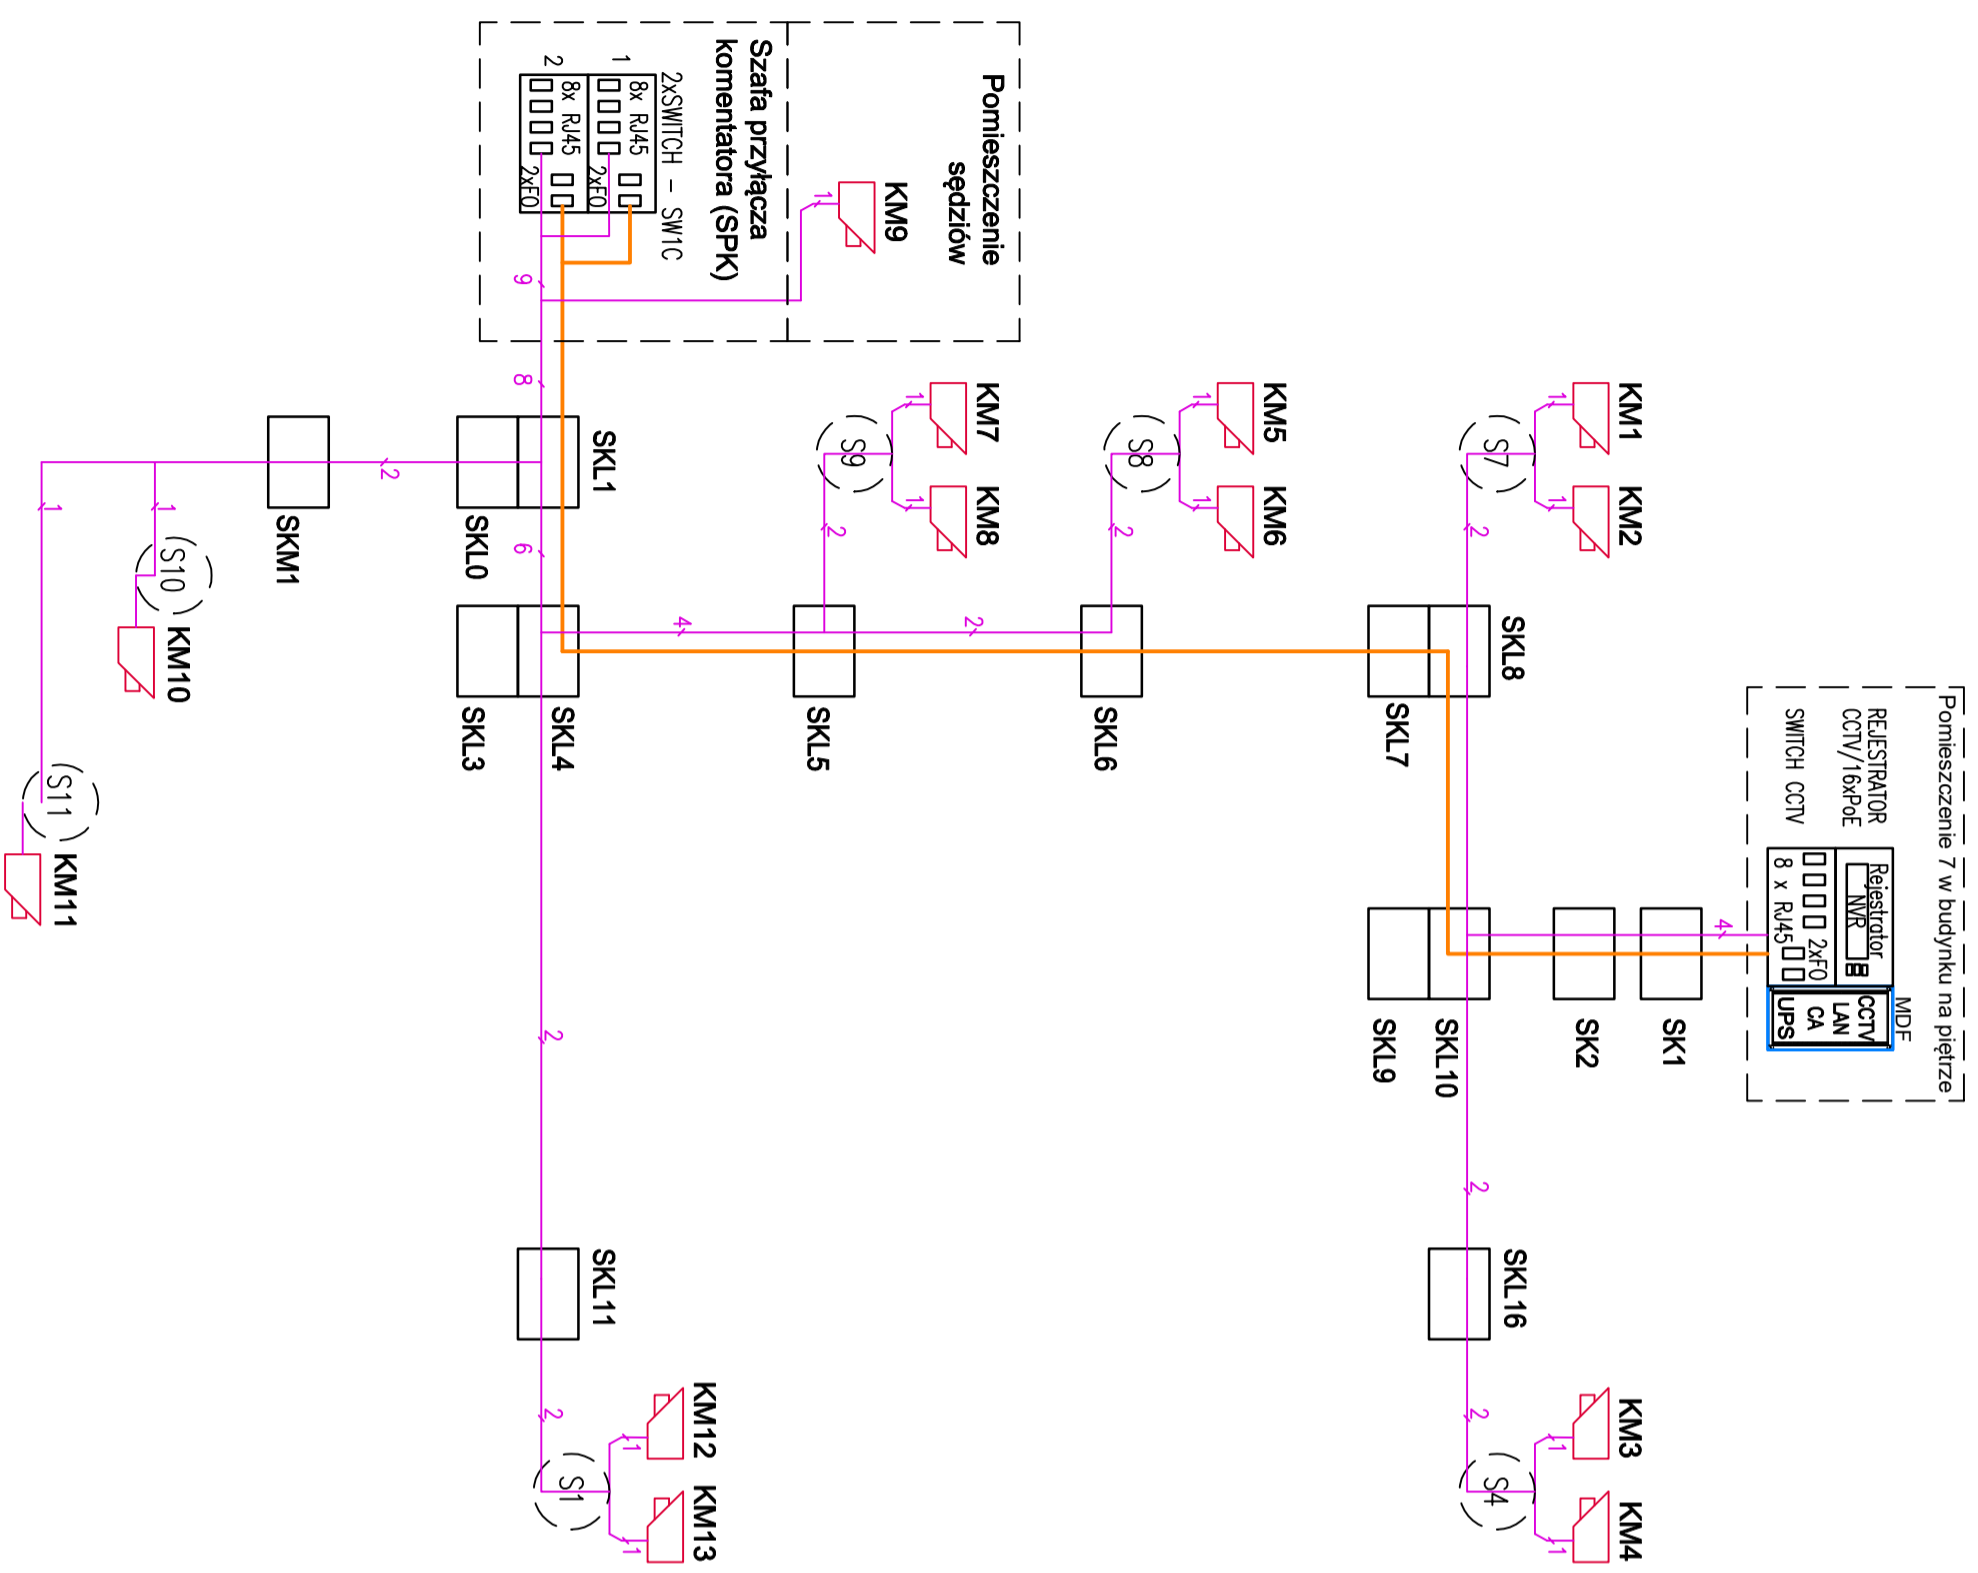 Pomieszczenie 7 w budynku na piętrze
REJESTRATOR
CCTV/16xPoE
SWITCH CCTV
Rejestrator
NVR
2xFO
8 x RJ45
MDF
CCTV
LAN
CA
UPS
4
SK1
SK2
SKL10
SKL9
KM1
KM2
1
1
S7
2
SKL8
SKL7
2
SKL16
2
KM3
KM4
1
1
S4
KM5
KM6
1
1
S8
2
SKL6
2
KM7
KM8
1
1
S9
2
SKL5
4
Pomieszczenie
sędziów
KM9
1
Szafa przyłącza
komentatora (SPK)
2xSWITCH - SW1C
1
8x RJ45
2xFO
2
8x RJ45
2xFO
9
8
SKL1
SKL0
6
SKL4
SKL3
2
SKL11
2
KM12
KM13
1
1
S1
2
SKM1
1
S10
KM10
1
S11
KM11